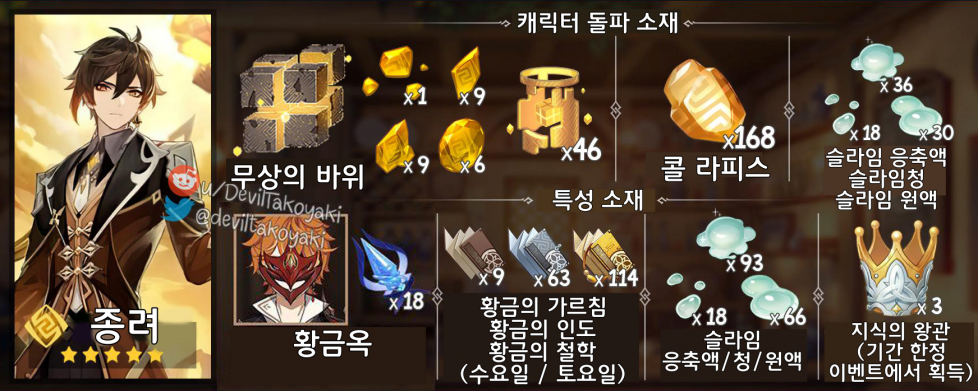 캐릭터 돌파 소재
x1
x9
x9
x6
x46
x168
x36
x18
x30
무상의 바위
콜 라피스
슬라임 응축액
슬라임청
슬라임 원액
u/DevilTakoyaki
@deviltakoyaki
특성 소재
x18
x9
x63
x114
x93
x18
x66
x3
종려
황금옥
황금의 가르침
황금의 인도
황금의 철학
(수요일 / 토요일)
슬라임
응축액/청/원액
지식의 왕관
(기간 한정
이벤트에서 획득)